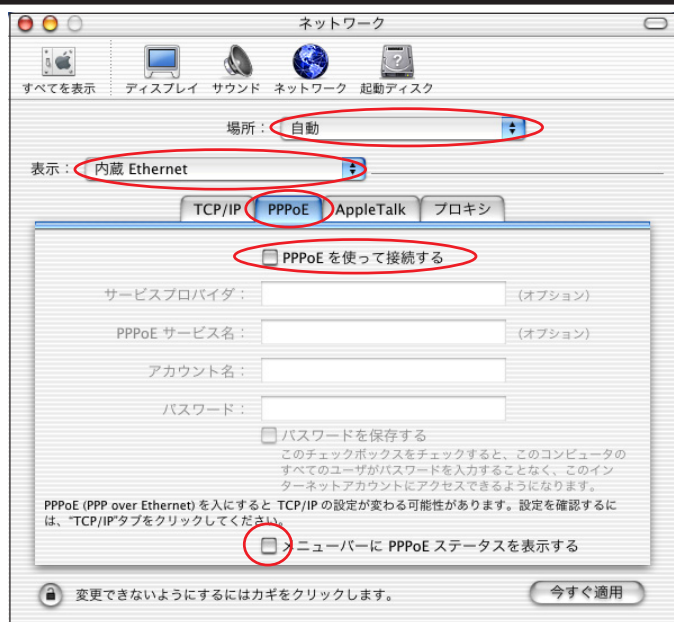 ネットワーク
すべてを表示 ディスプレイ サウンド ネットワーク 起動ディスク
場所： 自動
表示： 内蔵 Ethernet
TCP/IP PPPoE AppleTalk プロキシ
PPPoE を使って接続する
サービスプロバイダ： (オプション)
PPPoE サービス名： (オプション)
アカウント名：
パスワード：
パスワードを保存する
このチェックボックスをチェックすると、このコンピュータの
すべてのユーザがパスワードを入力することなく、このイン
ターネットアカウントにアクセスできるようになります。
PPPoE (PPP over Ethernet) を入にすると TCP/IP の設定が変わる可能性があります。設定を確認するに
は、“TCP/IP”タブをクリックしてください。
メニューバーに PPPoE ステータスを表示する
変更できないようにするにはカギをクリックします。 今すぐ適用